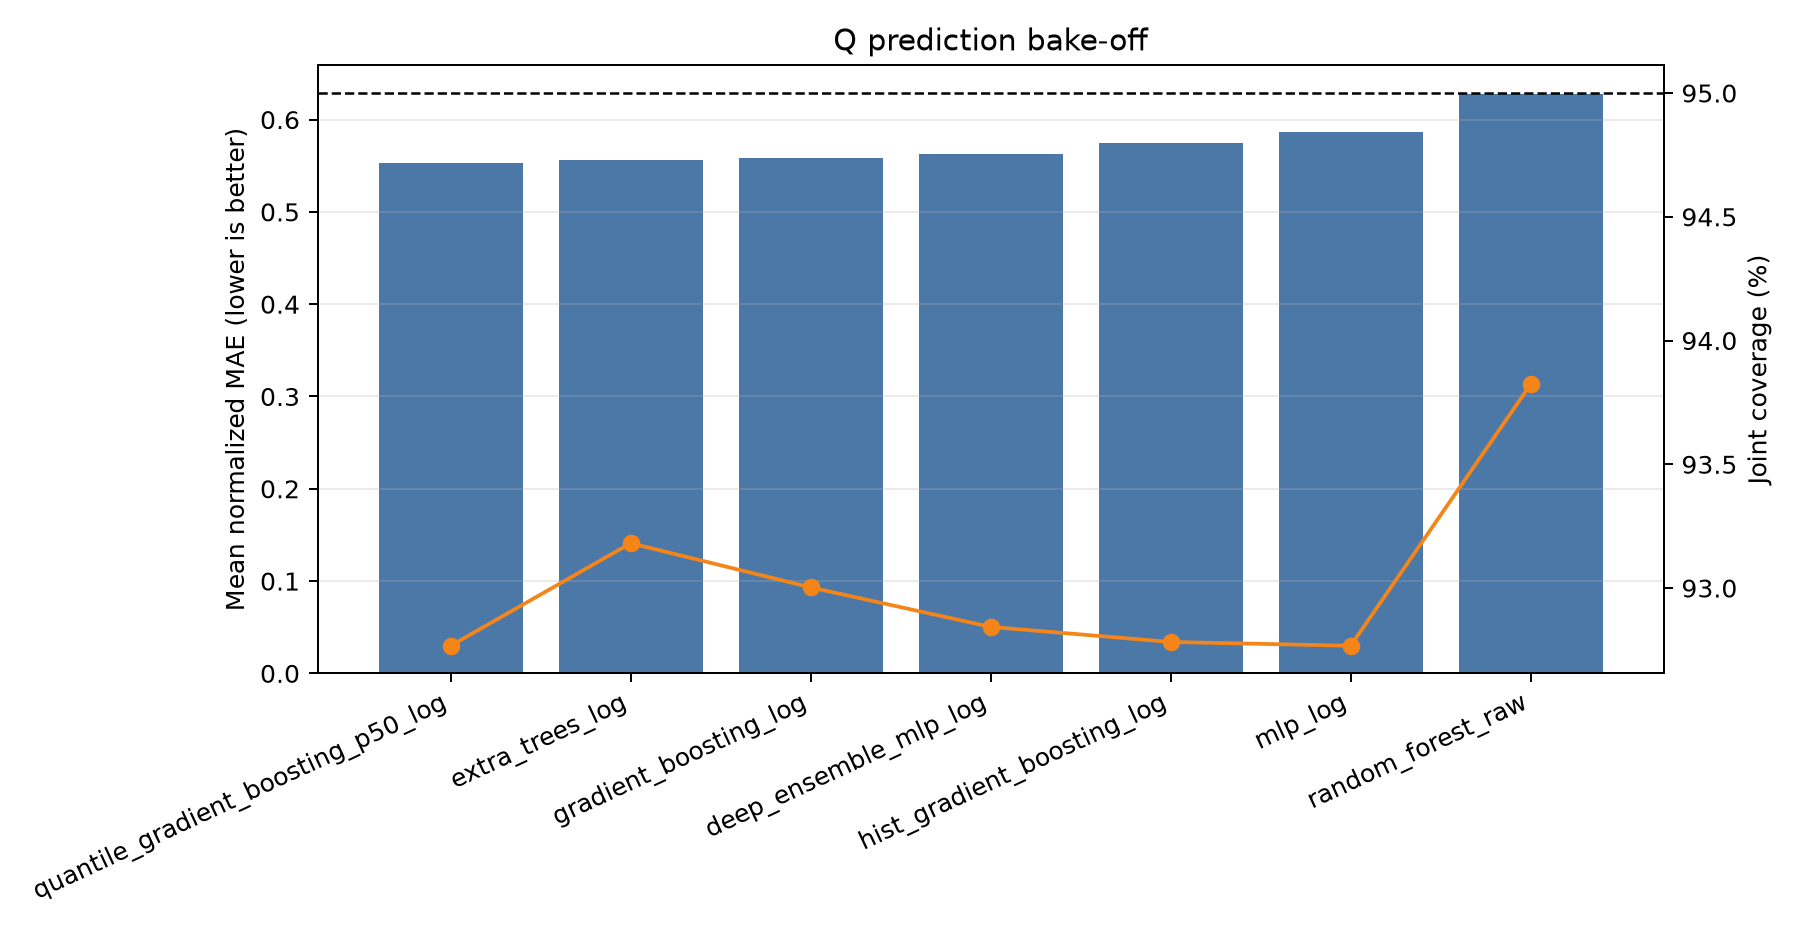 Q prediction bake-off
Mean normalized MAE (lower is better)
0.6
0.5
0.4
0.3
0.2
0.1
0.0
95.0
94.5
94.0
93.5
93.0
Joint coverage (%)
quantile_gradient_boosting_p50_log
extra_trees_log
gradient_boosting_log
deep_ensemble_mlp_log
hist_gradient_boosting_log
mlp_log
random_forest_raw